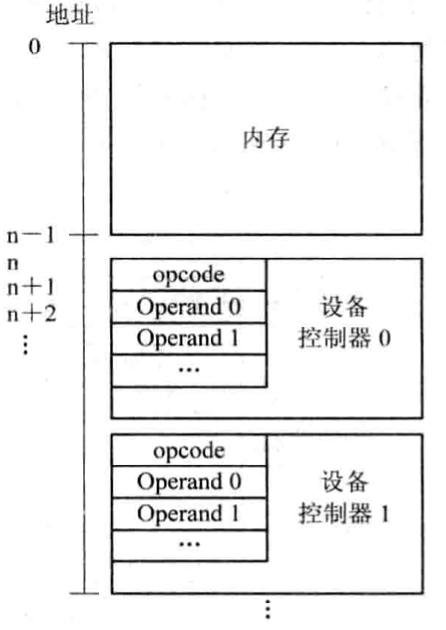 地址
0
内存
n－1
n
n＋1
n＋2
⋮
opcode
Operand 0
Operand 1
…
设备
控制器 0
opcode
Operand 0
Operand 1
…
设备
控制器 1
⋮